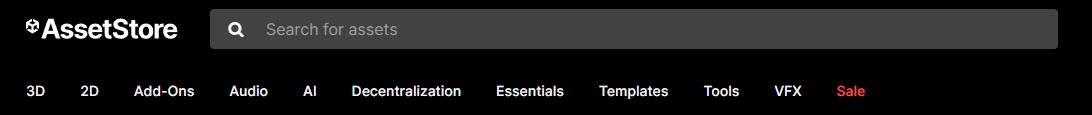 AssetStore
Search for assets
3D 2D Add-Ons Audio AI Decentralization Essentials Templates Tools VFX Sale